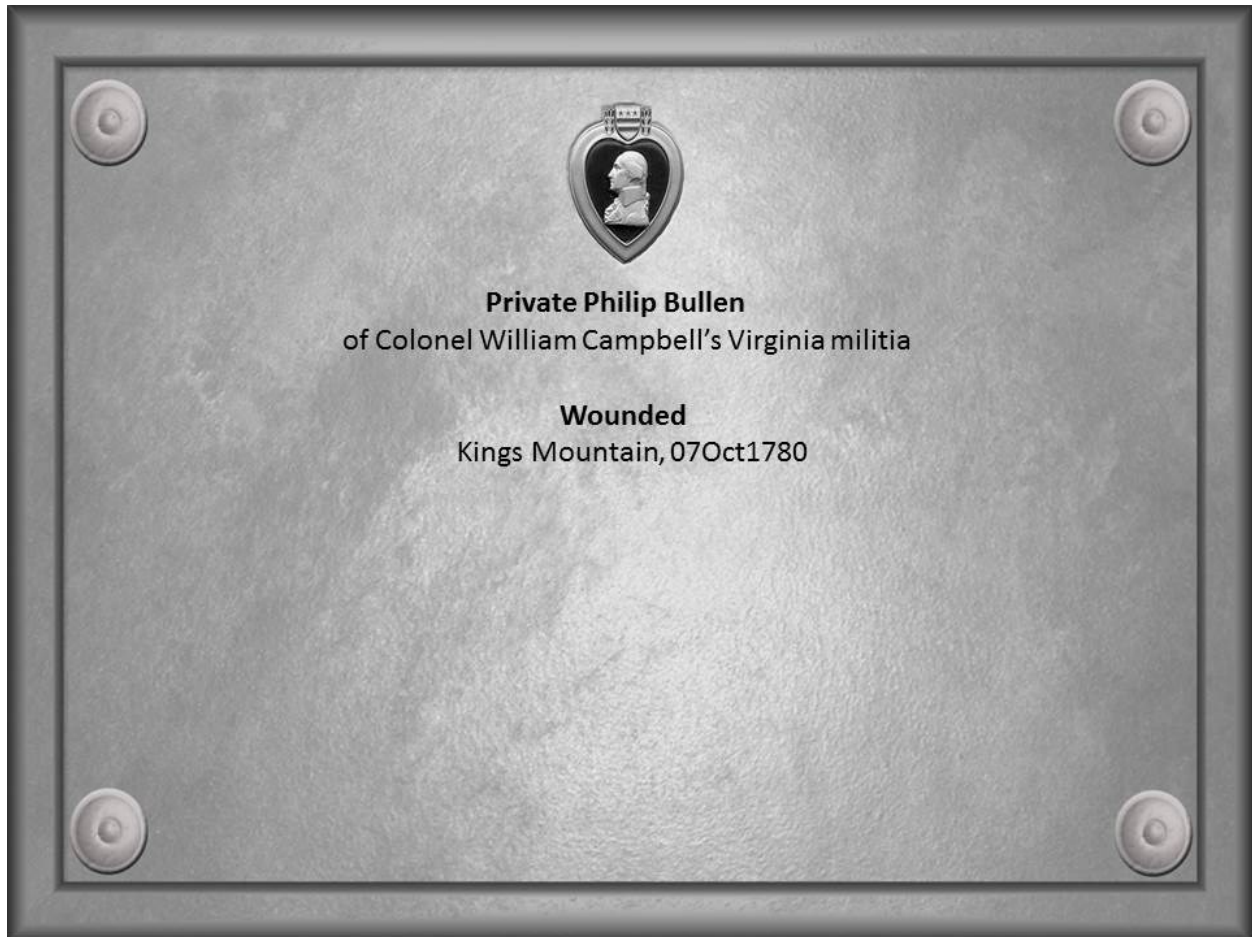 Private Philip Bullen
of Colonel William Campbell's Virginia militia
Wounded
Kings Mountain, 07Oct1780